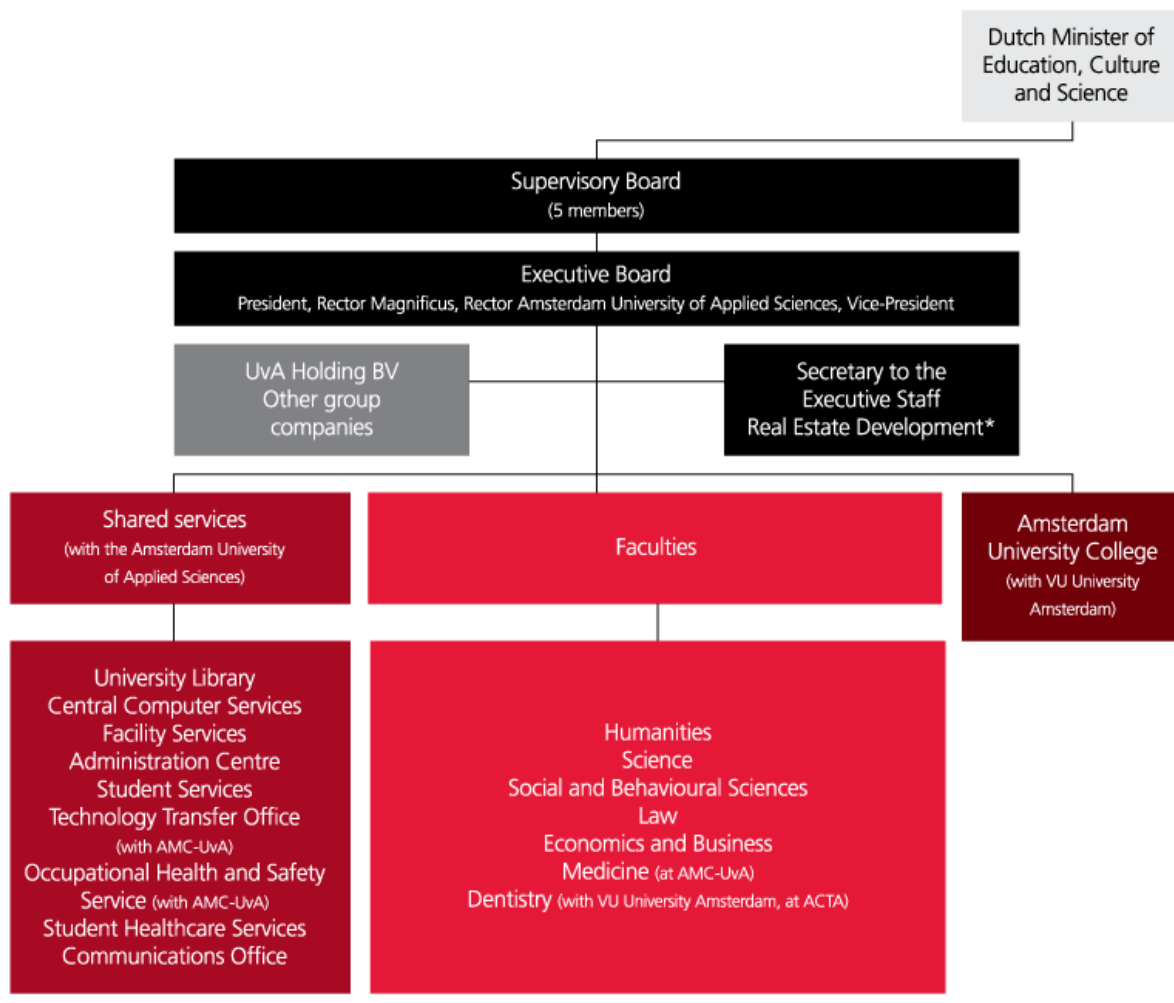 Dutch Minister of
Education, Culture
and Science
Supervisory Board
(5 members)
Executive Board
President, Rector Magnificus, Rector Amsterdam University of Applied Sciences, Vice-President
UvA Holding BV
Other group
companies
Secretary to the
Executive Staff
Real Estate Development*
Shared services
(with the Amsterdam University
of Applied Sciences)
Faculties
Amsterdam
University College
(with VU University
Amsterdam)
University Library
Central Computer Services
Facility Services
Administration Centre
Student Services
Technology Transfer Office
(with AMC-UvA)
Occupational Health and Safety
Service (with AMC-UvA)
Student Healthcare Services
Communications Office
Humanities
Science
Social and Behavioural Sciences
Law
Economics and Business
Medicine (at AMC-UvA)
Dentistry (with VU University Amsterdam, at ACTA)